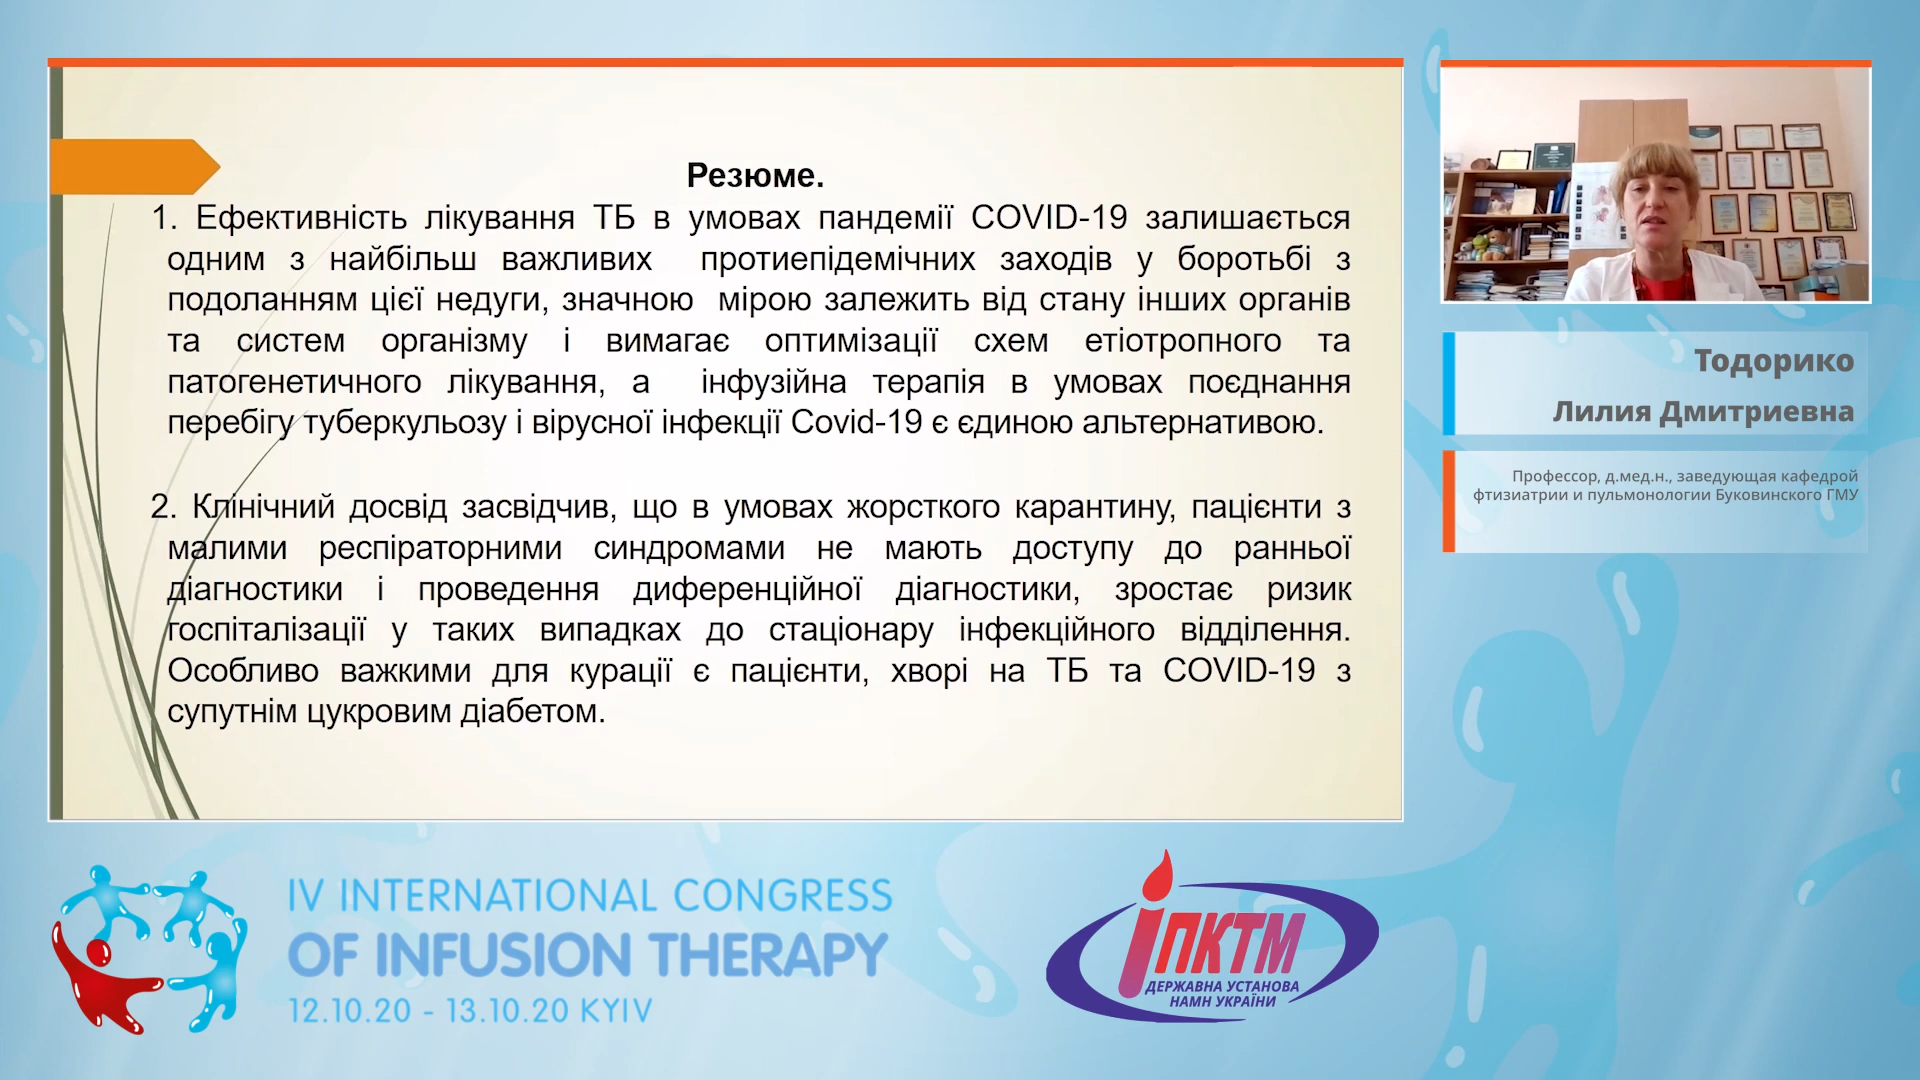 Резюме.
1. Ефективність лікування ТБ в умовах пандемії COVID-19 залишається
одним з найбільш важливих протиепідемічних заходів у боротьбі з
подоланням цієї недуги, значною мірою залежить від стану інших органів
та систем організму і вимагає оптимізації схем етіотропного та
патогенетичного лікування, а інфузійна терапія в умовах поєднання
перебігу туберкульозу і вірусної інфекції Covid-19 є єдиною альтернативою.
2. Клінічний досвід засвідчив, що в умовах жорсткого карантину, пацієнти з
малими респіраторними синдромами не мають доступу до ранньої
діагностики і проведення диференційної діагностики, зростає ризик
госпіталізації у таких випадках до стаціонару інфекційного відділення.
Особливо важкими для курації є пацієнти, хворі на ТБ та COVID-19 з
супутнім цукровим діабетом.
Тодорико
Лилия Дмитриевна
Профессор, д.мед.н., заведующая кафедрой
фтизиатрии и пульмонологии Буковинского ГМУ
IV INTERNATIONAL CONGRESS
OF INFUSION THERAPY
12.10.20 - 13.10.20 KYIV
ІПКТМ
ДЕРЖАВНА УСТАНОВА
НАМН УКРАЇНИ